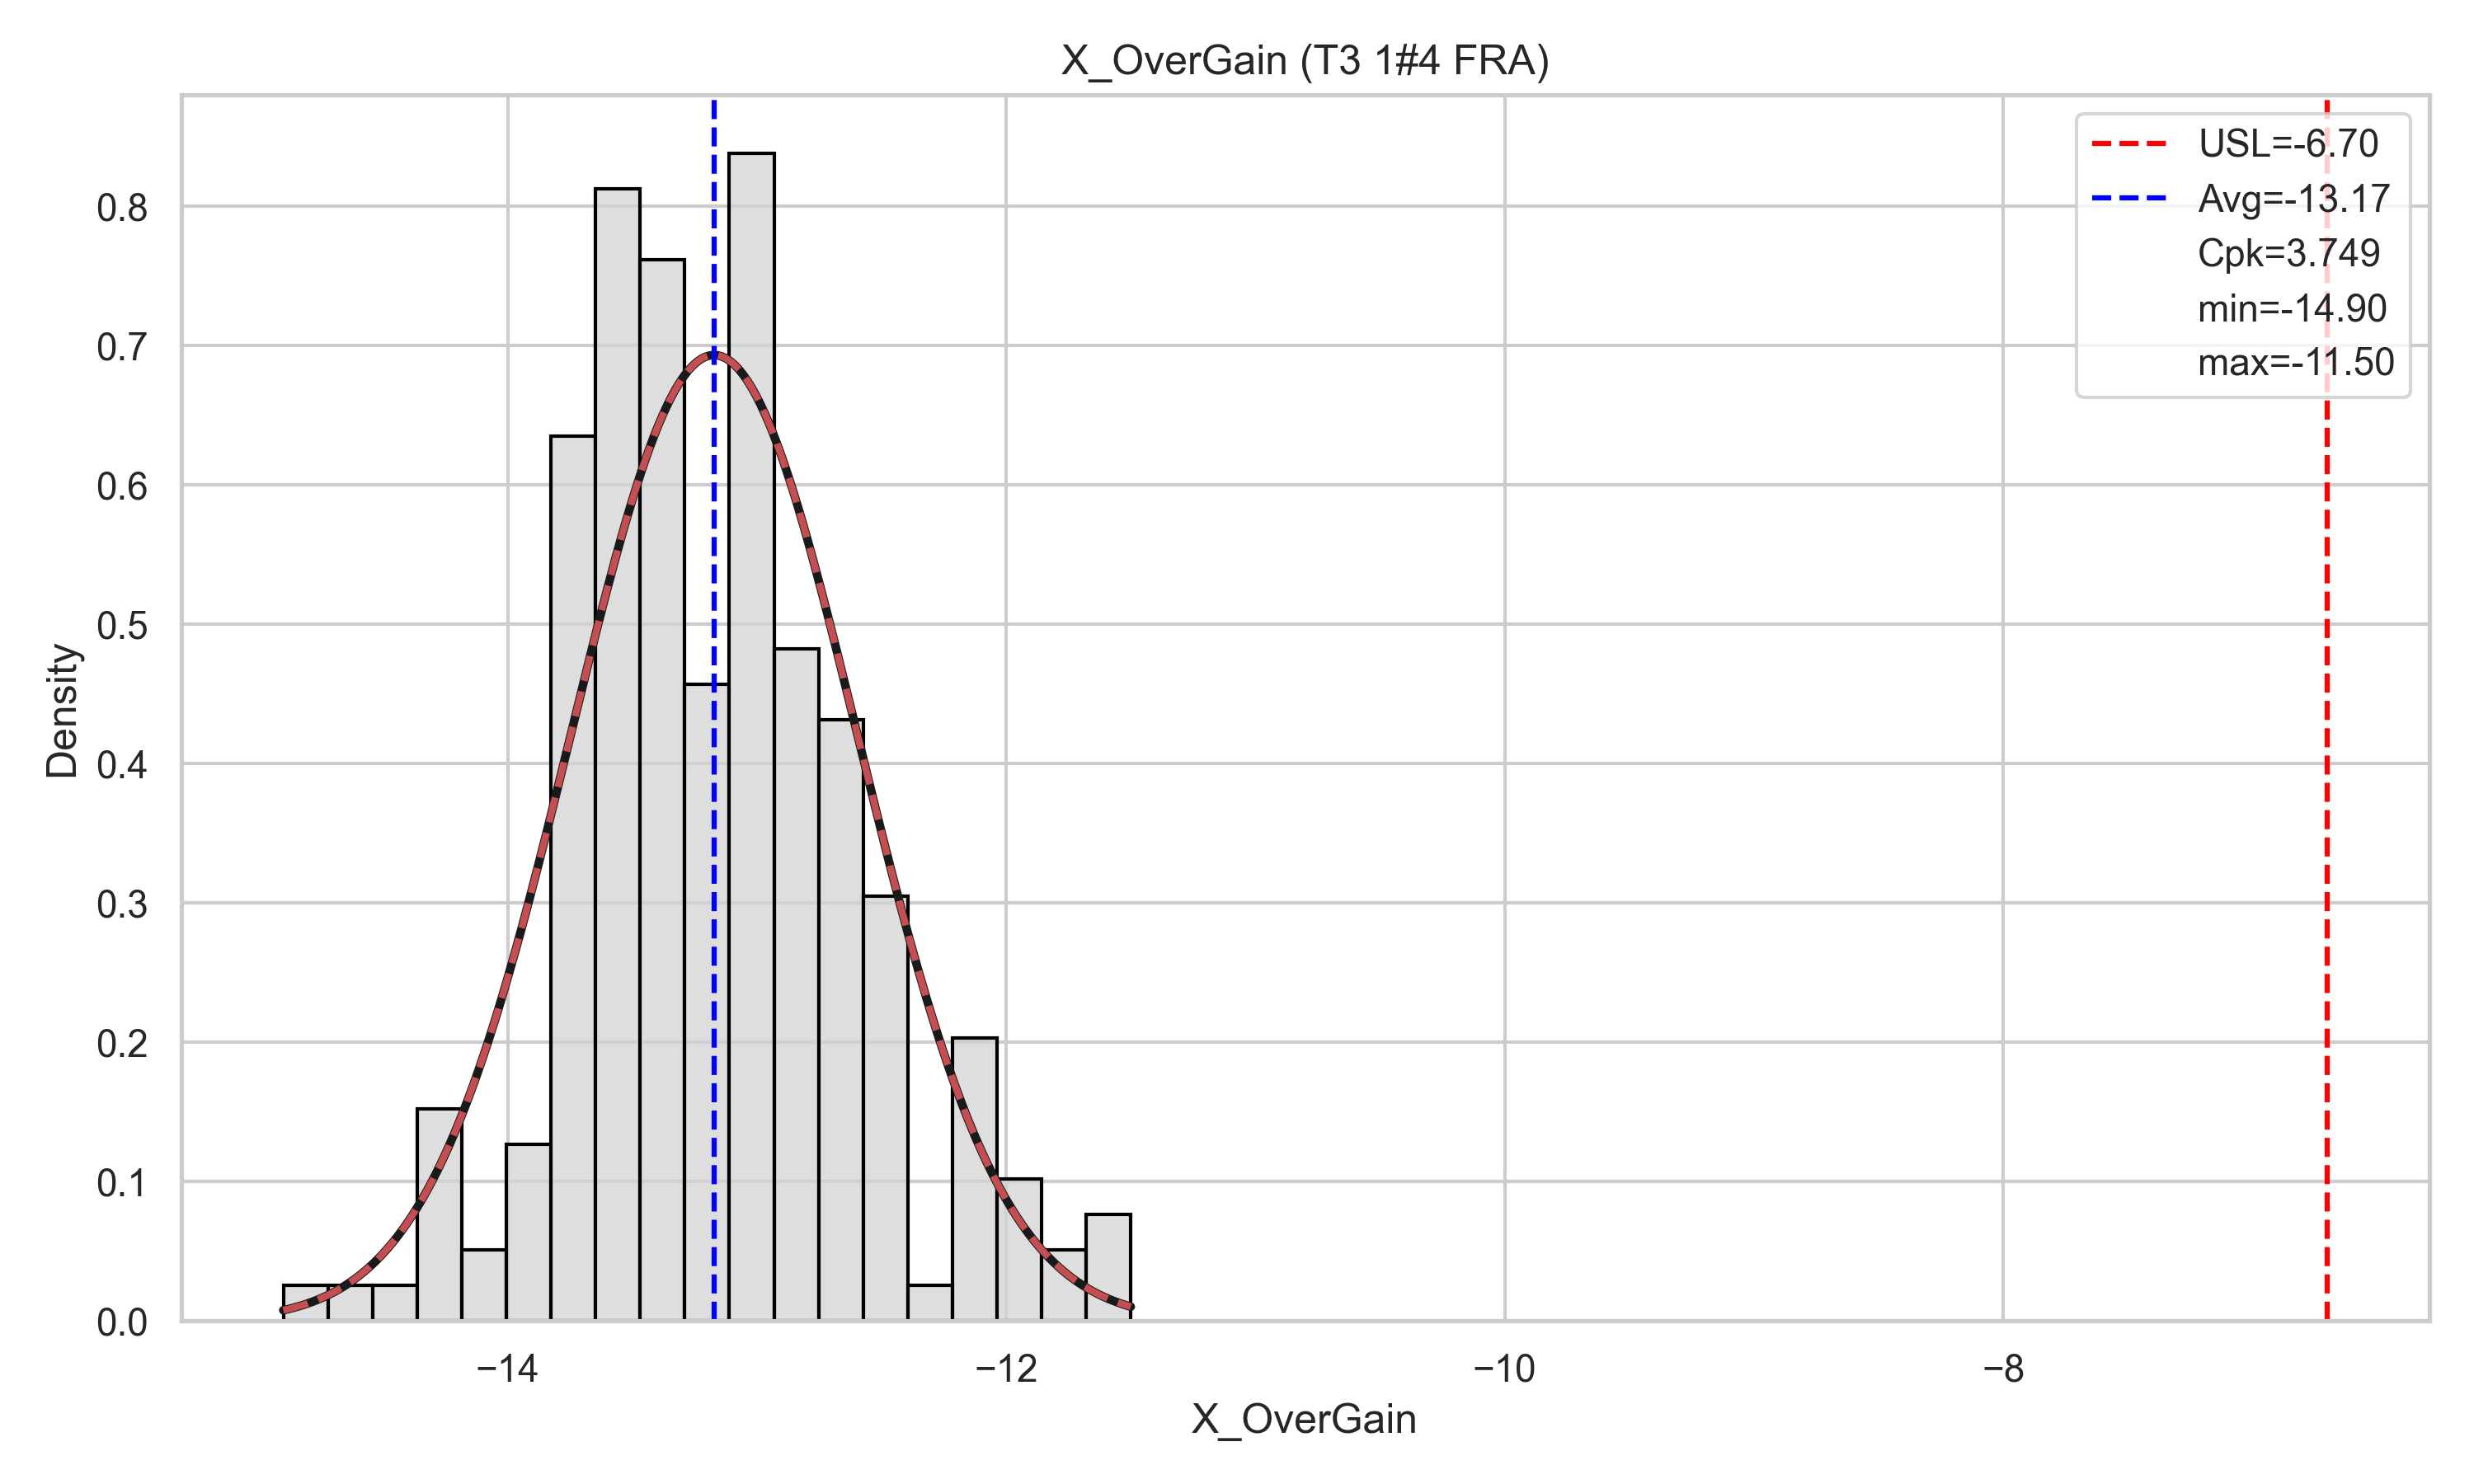 X_OverGain (T3 1#4 FRA)
USL=-6.70
Avg=-13.17
Cpk=3.749
min=-14.90
max=-11.50
0.8
0.7
0.6
0.5
0.4
0.3
0.2
0.1
0.0
Density
−14
−12
−10
−8
X_OverGain